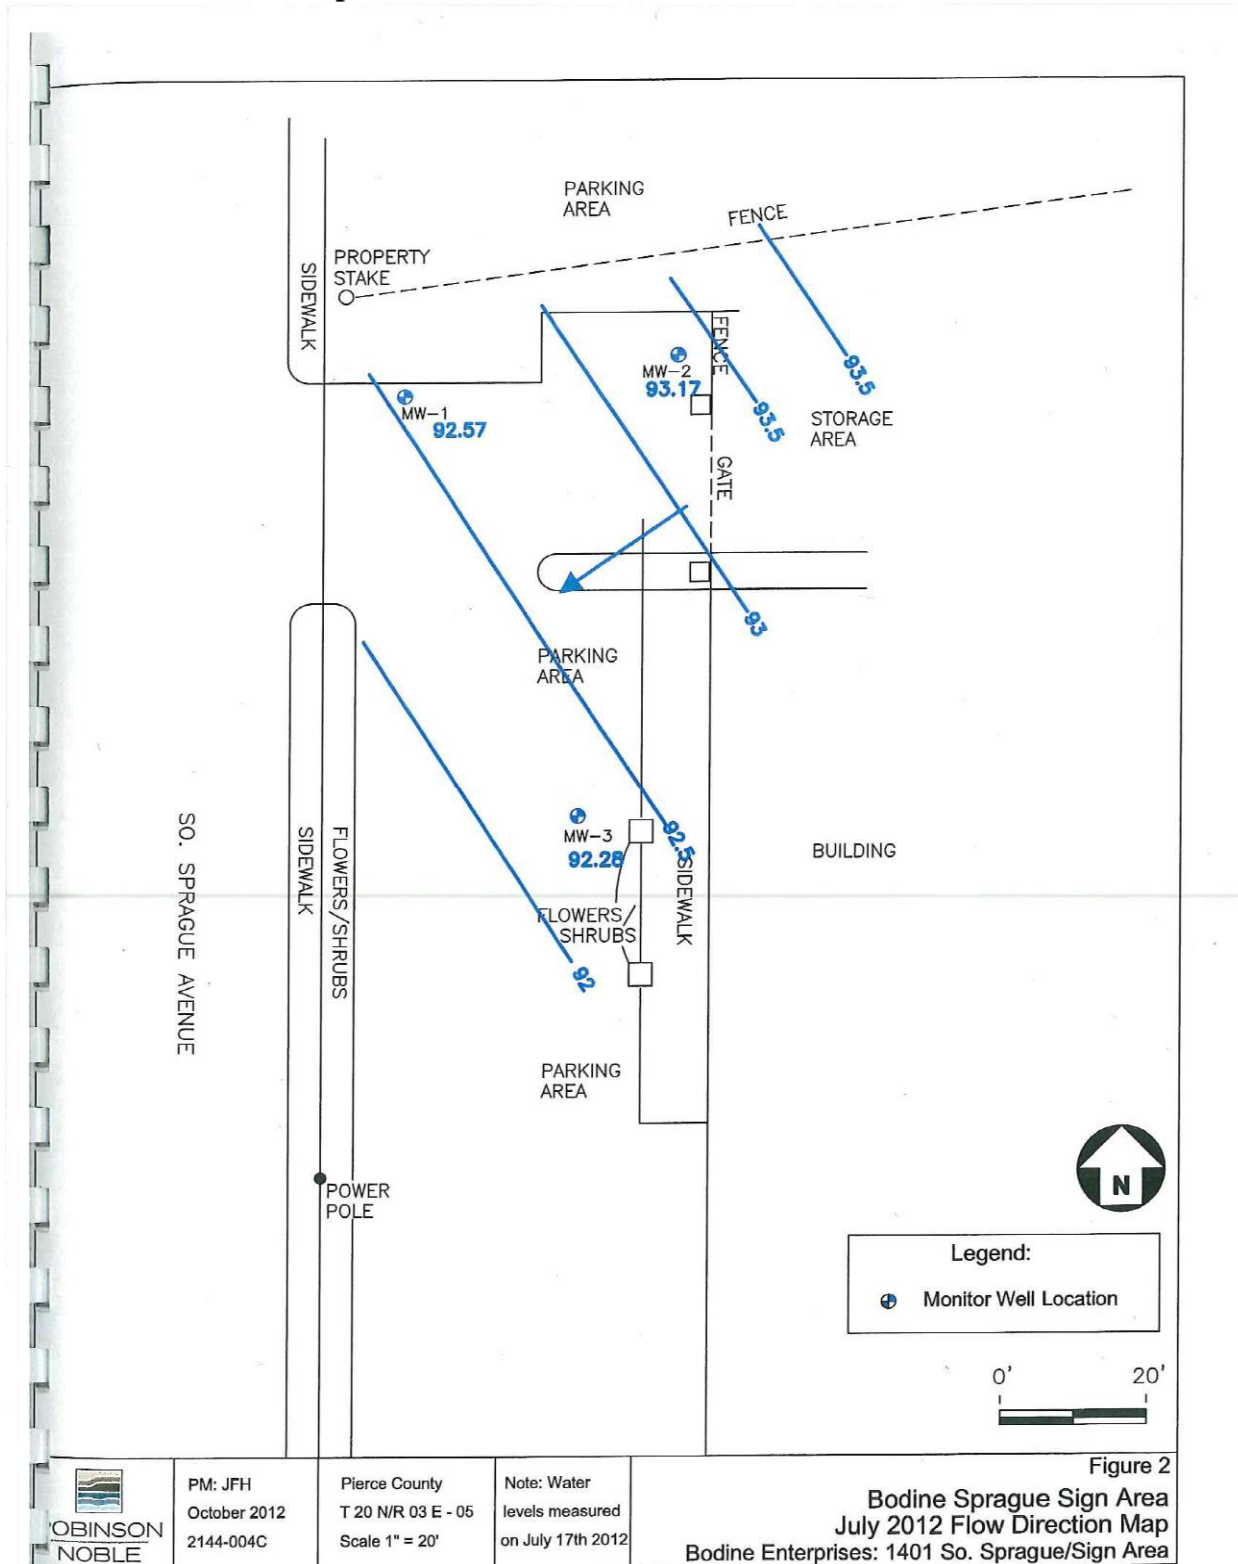 PARKING
AREA
FENCE
PROPERTY
STAKE
SIDEWALK
FENCE
MW-2
93.17
93.5
MW-1
92.57
93.5
STORAGE
AREA
GATE
93
PARKING
AREA
MW-3
92.28
92.5
SIDEWALK
BUILDING
SO. SPRAGUE AVENUE
SIDEWALK
FLOWERS/SHRUBS
FLOWERS/
SHRUBS
92
PARKING
AREA
POWER
POLE
N
Legend:
Monitor Well Location
0' 20'
OBINSON
NOBLE
PM: JFH
October 2012
2144-004C
Pierce County
T 20 N/R 03 E - 05
Scale 1" = 20'
Note: Water
levels measured
on July 17th 2012
Figure 2
Bodine Sprague Sign Area
July 2012 Flow Direction Map
Bodine Enterprises: 1401 So. Sprague/Sign Area